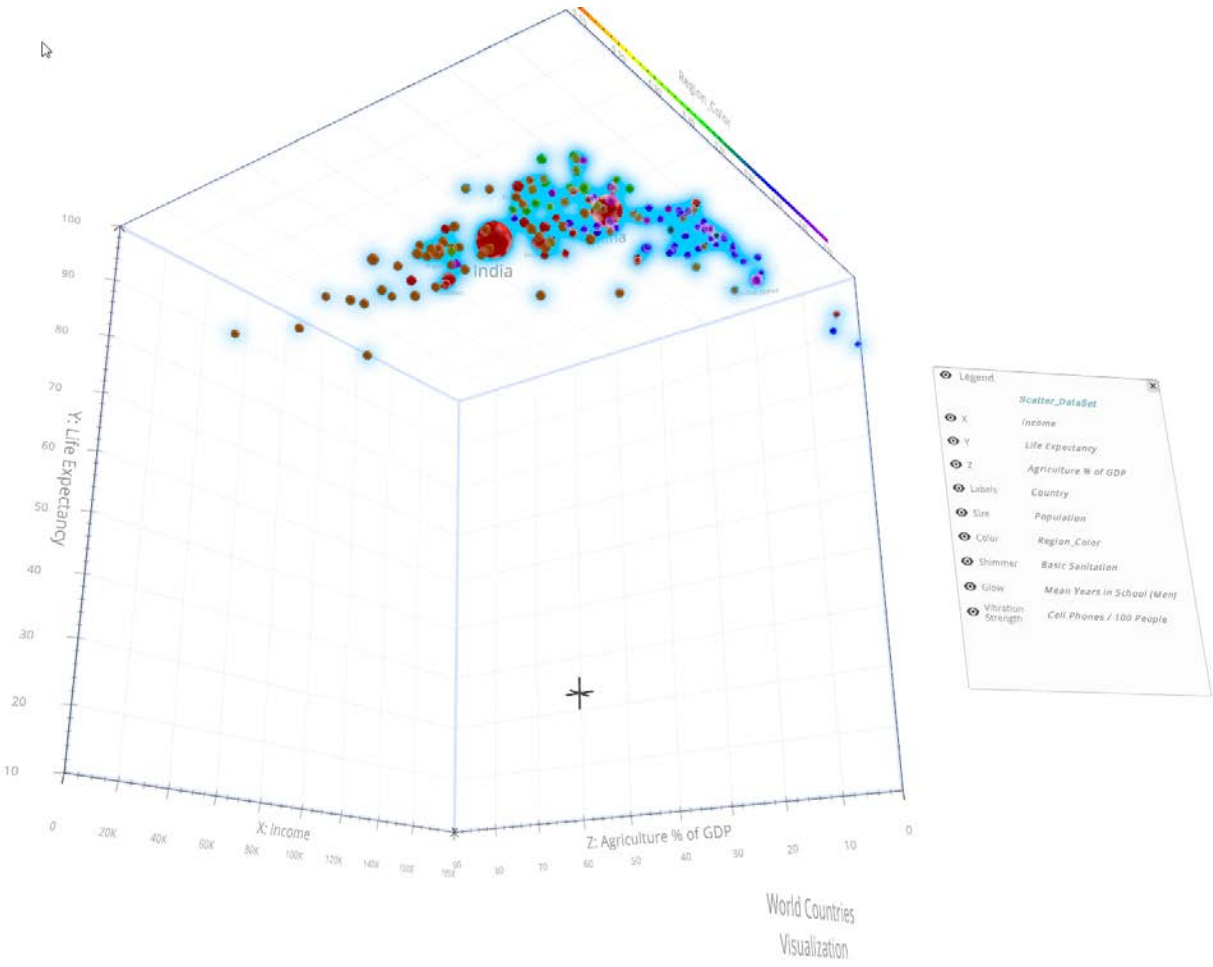 Region_Color
India
100
90
80
70
60
50
40
30
20
10
Y: Life Expectancy
0
20K
40K
60K
80K
100K
120K
140K
X: Income
90
80
70
60
50
40
30
20
10
0
Z: Agriculture % of GDP
World Countries
Visualization
Legend
Scatter_DataSet
X Income
Y Life Expectancy
Z Agriculture % of GDP
Labels Country
Size Population
Color Region_Color
Shimmer Basic Sanitation
Glow Mean Years in School (Men)
Vibration
Strength Cell Phones / 100 People